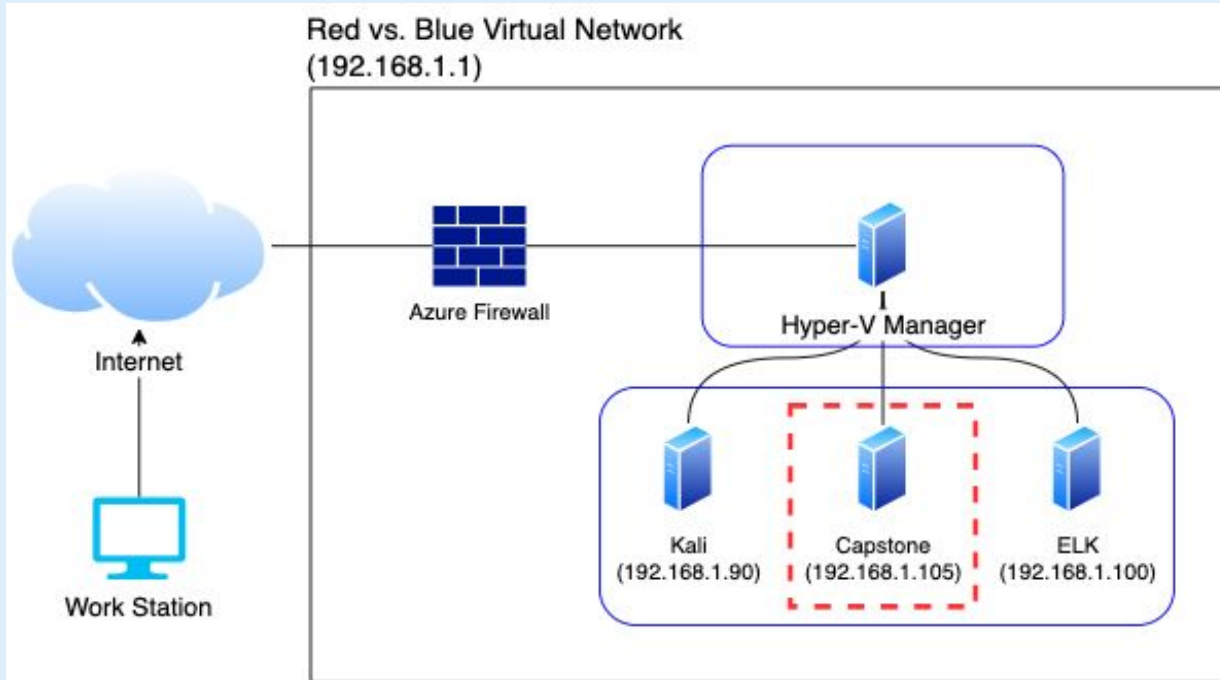 Red vs. Blue Virtual Network
(192.168.1.1)
Azure Firewall
Hyper-V Manager
Internet
Kali
(192.168.1.90)
Capstone
(192.168.1.105)
ELK
(192.168.1.100)
Work Station